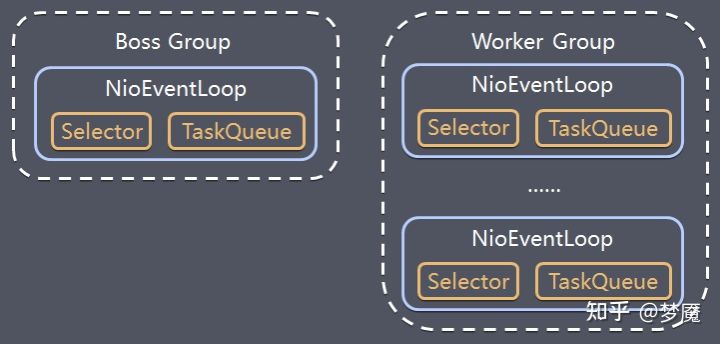 Boss Group
NioEventLoop
Selector TaskQueue
Worker Group
NioEventLoop
Selector TaskQueue
......
NioEventLoop
Selector TaskQueue
知乎 @梦魇